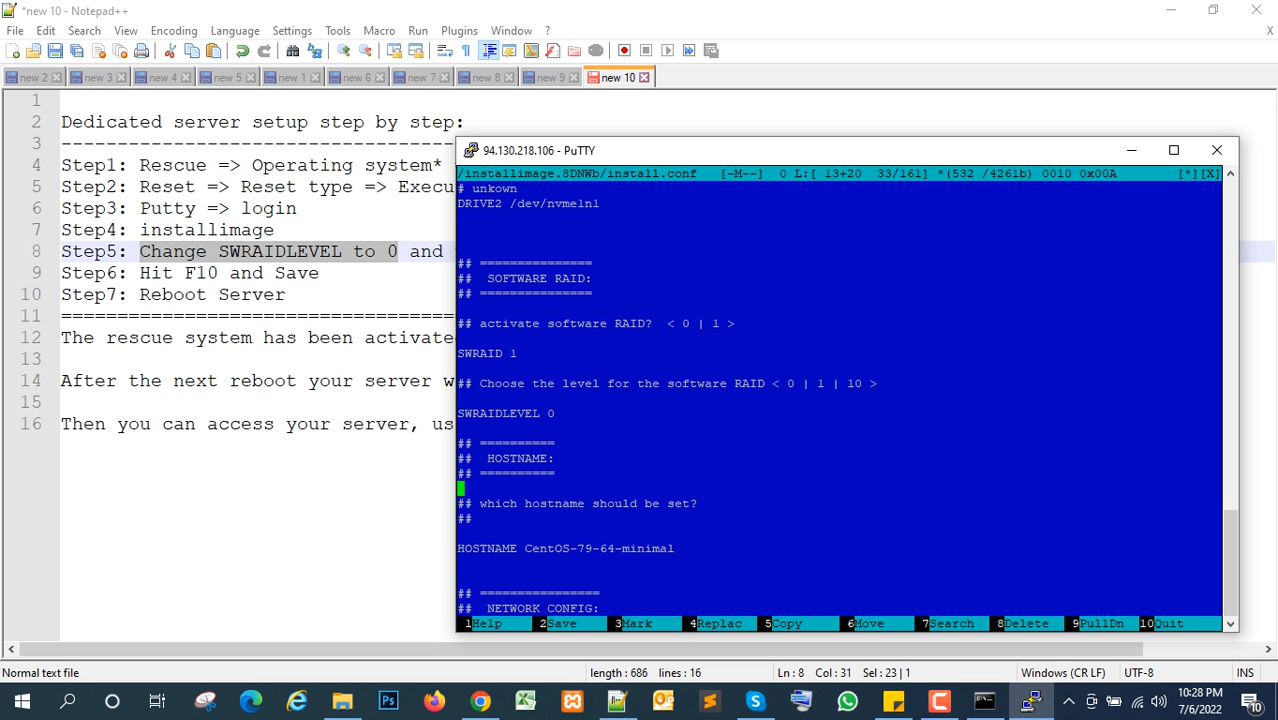 *new 10 - Notepad++
File Edit Search View Encoding Language Settings Tools Macro Run Plugins Window ? X
new 2 new 3 new 4 new 5 new 1 new 6 new 7 new 8 new 9 new 10
1
2 Dedicated server setup step by step:
3 ----------------------------------
4 Step1: Rescue => Operating system*
5 Step2: Reset => Reset type => Execu
6 Step3: Putty => login
7 Step4: installimage
8 Step5: Change SWRAIDLEVEL to 0 and
9 Step6: Hit F10 and Save
10 Step7: Reboot Server
11 ==================================
12 The rescue system has been activate
13
14 After the next reboot your server w
15
16 Then you can access your server, us
94.130.218.106 - PuTTY
/installimage.8DNWb/install.conf [-M--] 0 L:[ 13+20 33/161] *(532 /4261b) 0010 0x00A [*][X]
# unkown
DRIVE2 /dev/nvme1n1
## ===============
## SOFTWARE RAID:
## ===============
## activate software RAID? < 0 | 1 >
SWRAID 1
## Choose the level for the software RAID < 0 | 1 | 10 >
SWRAIDLEVEL 0
## ==========
## HOSTNAME:
## ==========
## which hostname should be set?
##
HOSTNAME CentOS-79-64-minimal
## ================
## NETWORK CONFIG:
1Help 2Save 3Mark 4Replac 5Copy 6Move 7Search 8Delete 9PullDn 10Quit
Normal text file length : 686 lines : 16 Ln : 8 Col : 31 Sel : 23 | 1 Windows (CR LF) UTF-8 INS
10:28 PM
7/6/2022
10